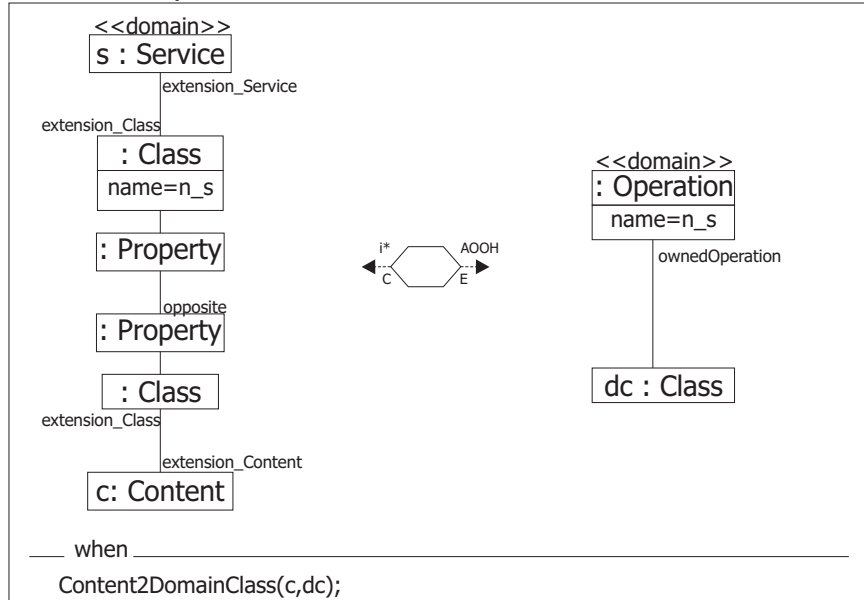 <<domain>>
s : Service
extension_Service
extension_Class
: Class
name=n_s
: Property
opposite
: Property
: Class
extension_Class
extension_Content
c: Content
i*
AOOH
C
E
<<domain>>
: Operation
name=n_s
ownedOperation
dc : Class
when
Content2DomainClass(c,dc);